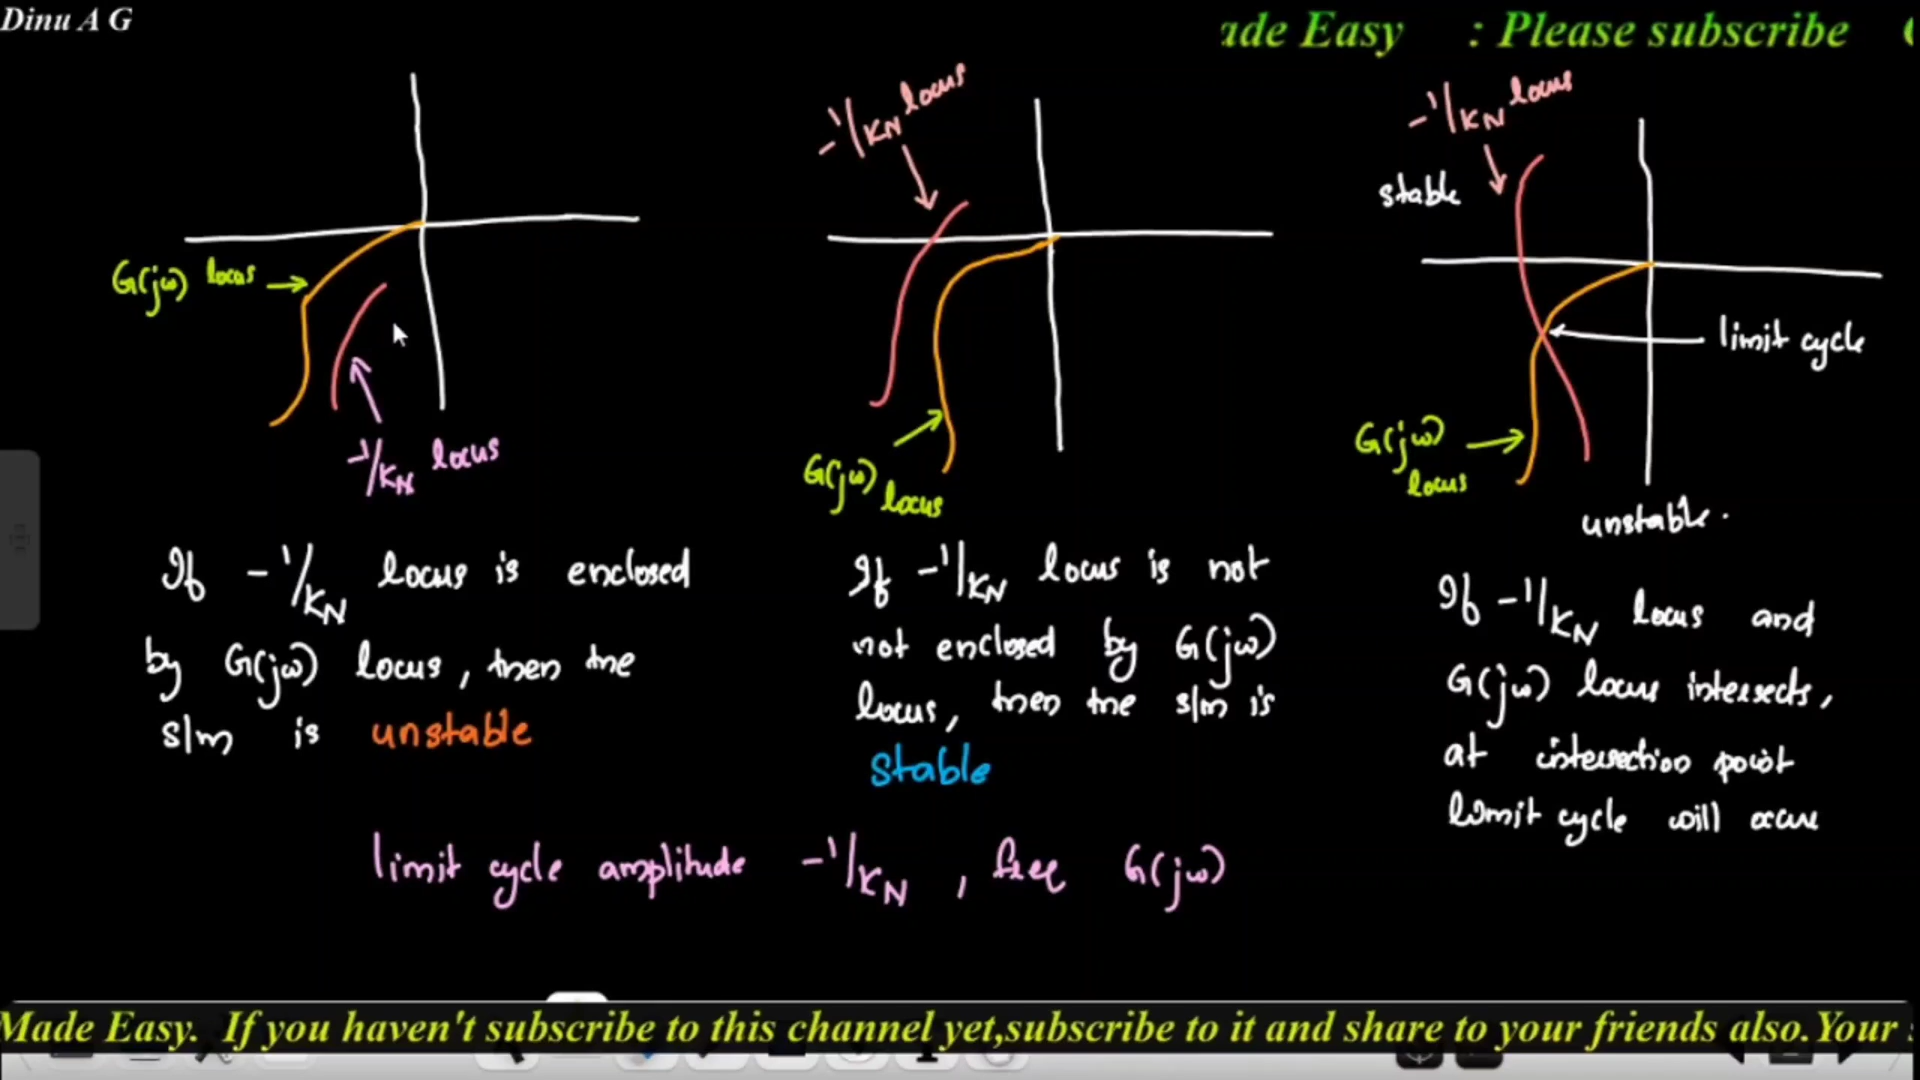 Dinu A G
ade Easy : Please subscribe
G(jω) locus
-1/KN locus
If -1/KN locus is enclosed
by G(jω) locus, then the
s/m is unstable
-1/KN locus
G(jω) locus
If -1/KN locus is not
not enclosed by G(jω)
locus, then the s/m is
stable
-1/KN locus
stable
limit cycle
G(jω)
locus
unstable.
If -1/KN locus and
G(jω) locus intersects,
at intersection point
limit cycle will occur
limit cycle amplitude -1/KN, freq G(jω)
Made Easy. If you haven't subscribe to this channel yet,subscribe to it and share to your friends also.Your